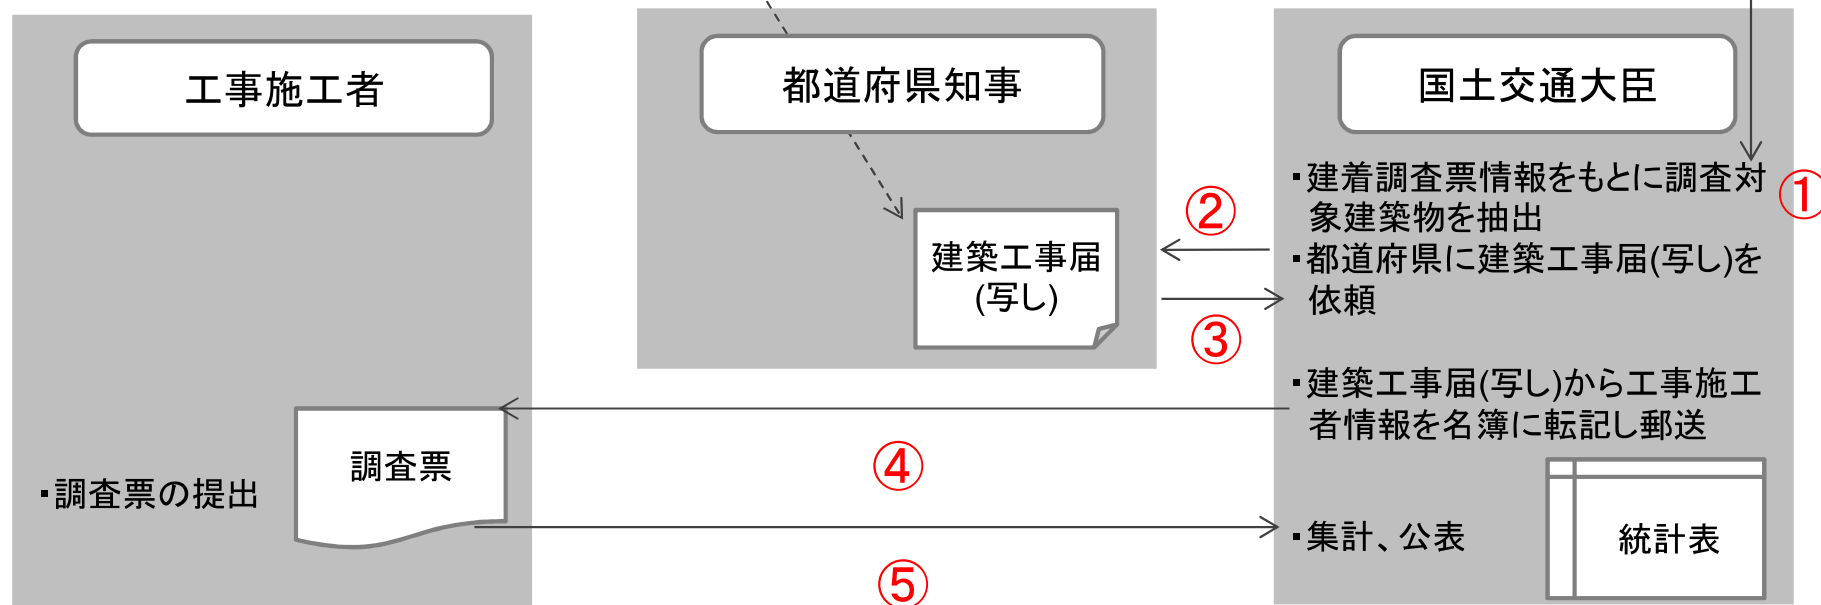 工事施工者
・調査票の提出
調査票
都道府県知事
建築工事届
(写し)
②
③
④
⑤
国土交通大臣
・建着調査票情報をもとに調査対
象建築物を抽出
①
・都道府県に建築工事届(写し)を
依頼
・建築工事届(写し)から工事施工
者情報を名簿に転記し郵送
・集計、公表
統計表